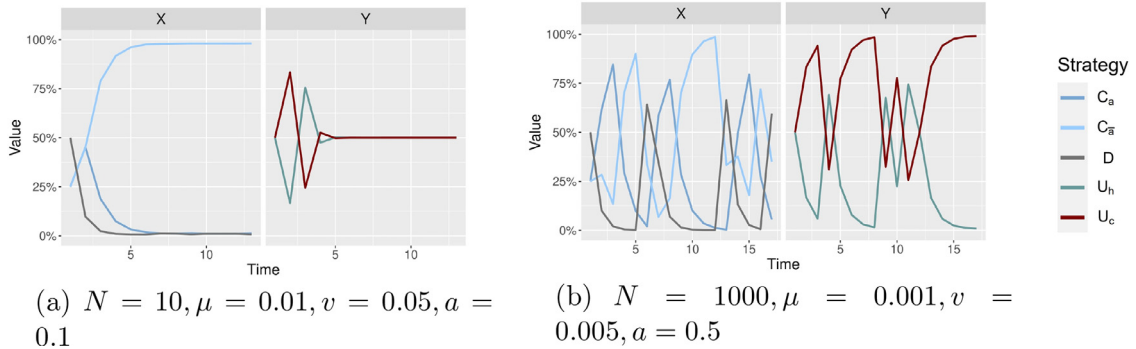 X
Y
100%
75%
50%
25%
0%
Value
5
10
5
10
Time
(a) N = 10, μ = 0.01, v = 0.05, a =
0.1
X
Y
100%
75%
50%
25%
0%
Value
5
10
15
5
10
15
Time
(b) N = 1000, μ = 0.001, v =
0.005, a = 0.5
Strategy
Cₐ
C_a̅
D
Uₕ
U_c